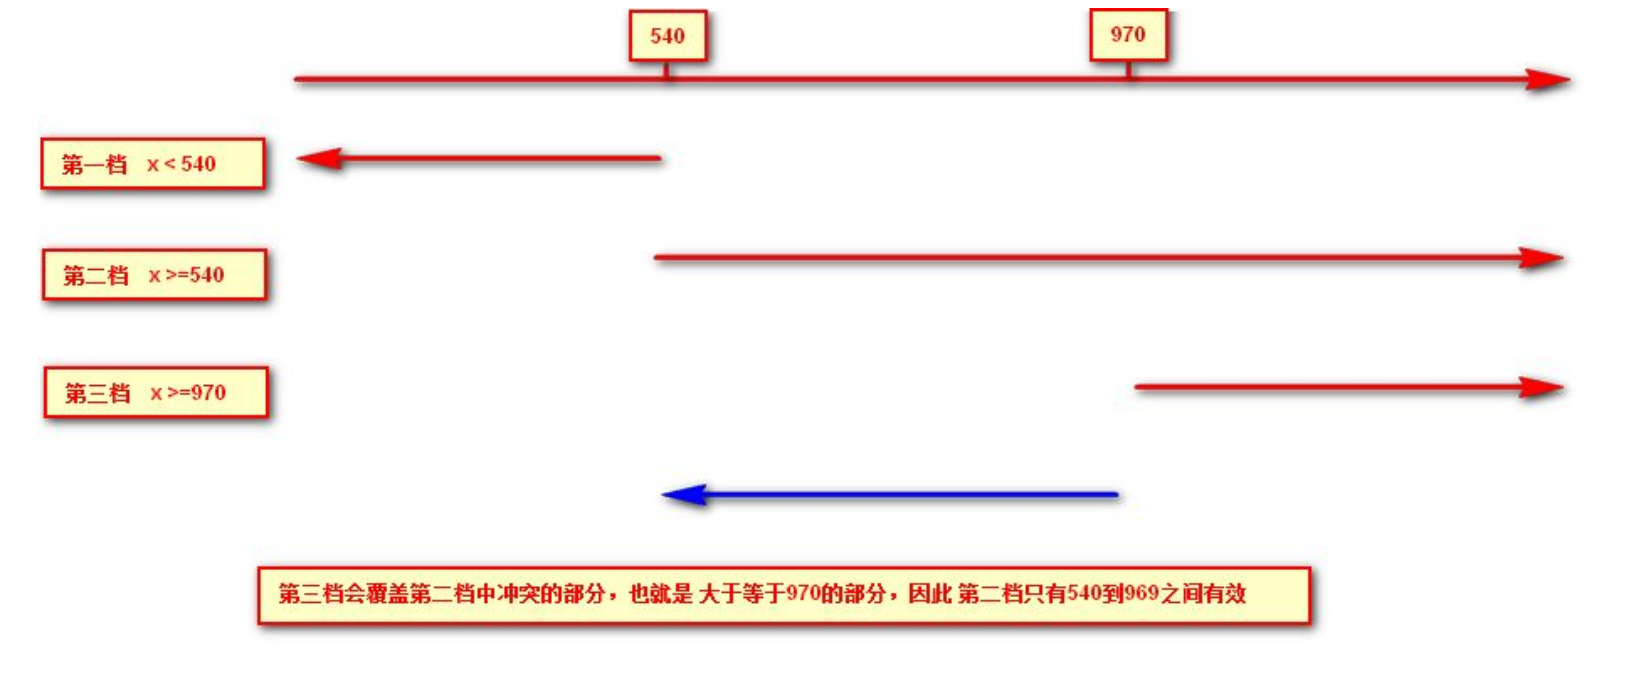 540
970
第一档 x < 540
第二档 x >=540
第三档 x >=970
第三档会覆盖第二档中冲突的部分，也就是 大于等于970的部分，因此 第二档只有540到969之间有效